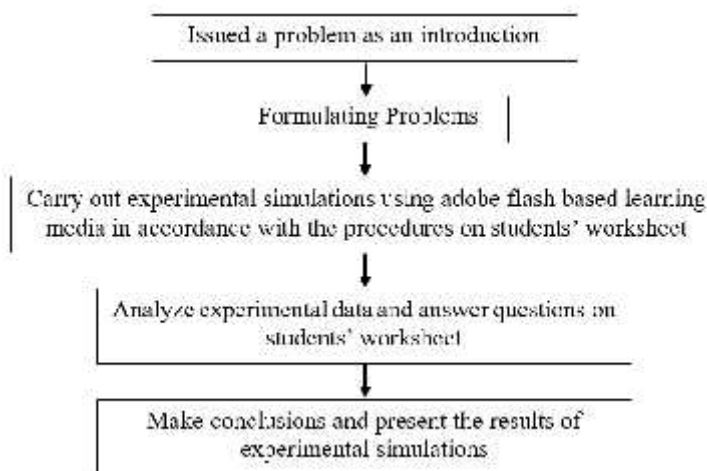 Issued a problem as an introduction
Formulating Problems
Carry out experimental simulations using adobe flash based learning
media in accordance with the procedures on students' worksheet
Analyze experimental data and answer questions on
students' worksheet
Make conclusions and present the results of
experimental simulations